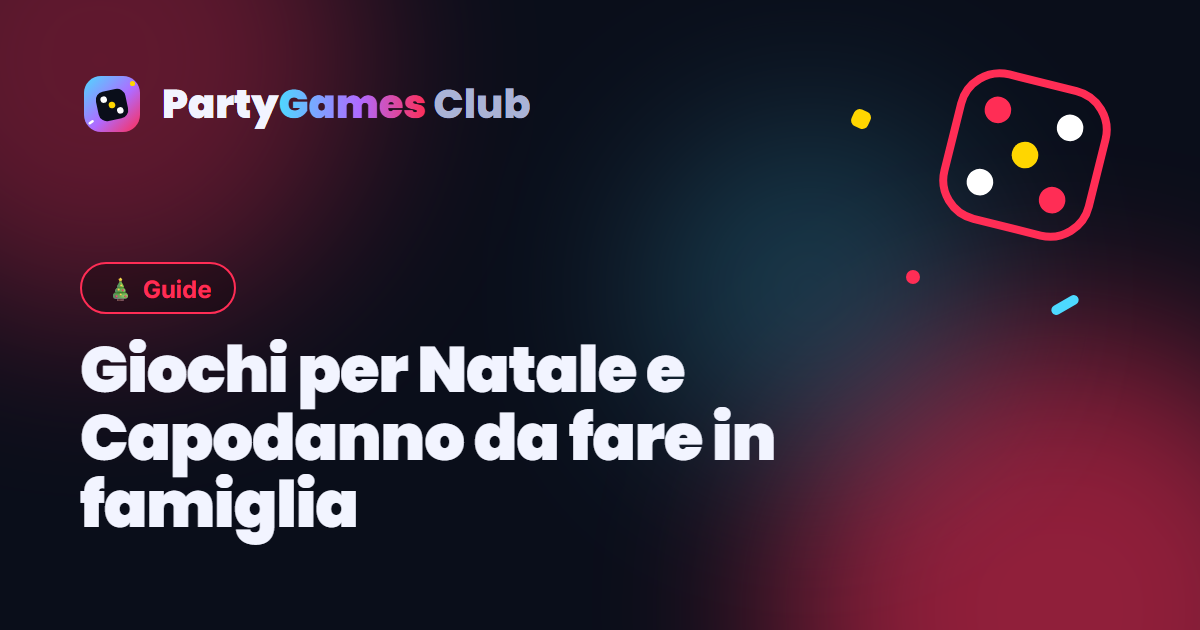 PartyGames Club
🎄 Guide
Giochi per Natale e
Capodanno da fare in
famiglia